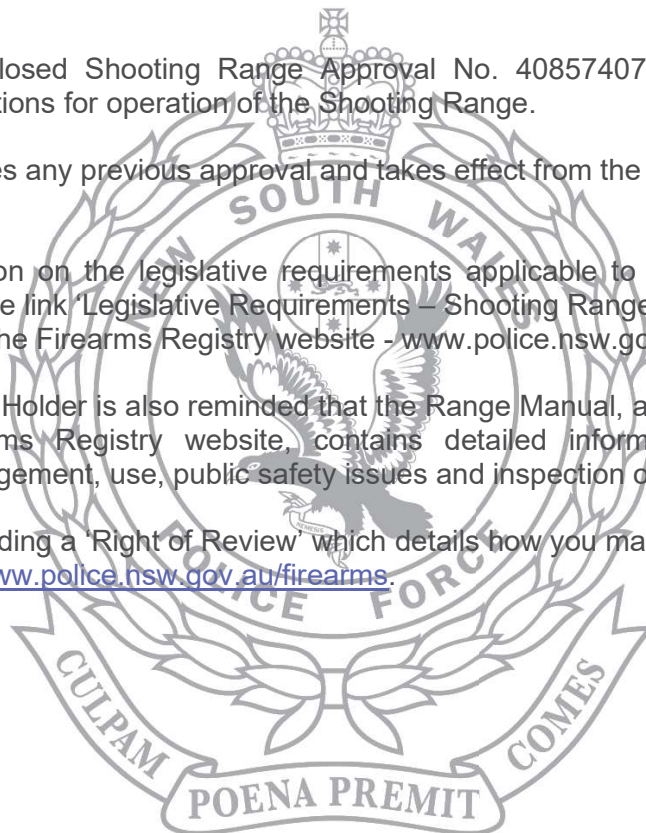 losed Shooting Range Approval No. 40857407
tions for operation of the Shooting Range.
es any previous approval and takes effect from the
SOUTH WALES
NEW
on on the legislative requirements applicable to
e link ‘Legislative Requirements – Shooting Range
he Firearms Registry website - www.police.nsw.go
Holder is also reminded that the Range Manual, a
ms Registry website, contains detailed inform
gement, use, public safety issues and inspection o
NEMESIS
ding a ‘Right of Review’ which details how you ma
ww.police.nsw.gov.au/firearms.
POLICE FORCE
CULPAM
COMES
POENA PREMIT